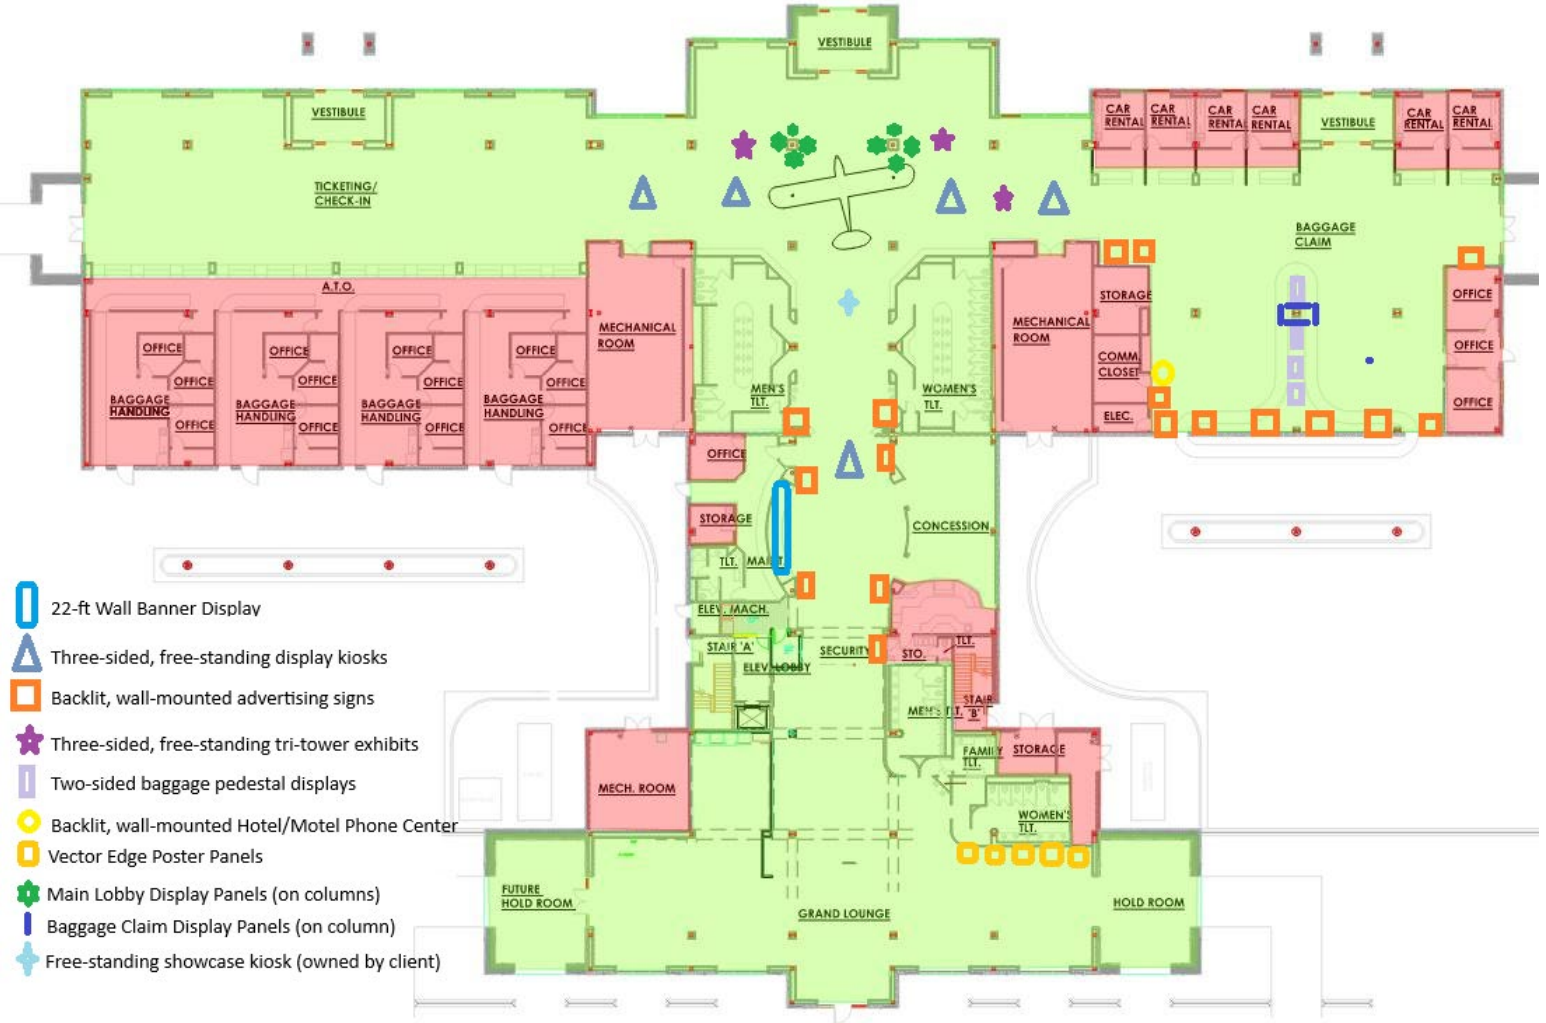 VESTIBULE
VESTIBULE
CAR
RENTAL
CAR
RENTAL
CAR
RENTAL
CAR
RENTAL
VESTIBULE
CAR
RENTAL
CAR
RENTAL
TICKETING/
CHECK-IN
BAGGAGE
CLAIM
A.T.O.
STORAGE
OFFICE
MECHANICAL
ROOM
MECHANICAL
ROOM
OFFICE
OFFICE
OFFICE
OFFICE
OFFICE
COMM.
CLOSET
OFFICE
OFFICE
OFFICE
OFFICE
BAGGAGE
HANDLING
BAGGAGE
HANDLING
BAGGAGE
HANDLING
BAGGAGE
HANDLING
MEN'S
TLT.
WOMEN'S
TLT.
ELEC.
OFFICE
OFFICE
OFFICE
OFFICE
OFFICE
OFFICE
STORAGE
CONCESSION
TLT.
MAINT.
ELEV. MACH.
STAIR 'A'
ELEV. LOBBY
SECURITY
STO.
TLT.
MEN'S TLT.
STAIR
'B'
FAMILY
TLT.
STORAGE
MECH. ROOM
WOMEN'S
TLT.
FUTURE
HOLD ROOM
GRAND LOUNGE
HOLD ROOM
22-ft Wall Banner Display
Three-sided, free-standing display kiosks
Backlit, wall-mounted advertising signs
Three-sided, free-standing tri-tower exhibits
Two-sided baggage pedestal displays
Backlit, wall-mounted Hotel/Motel Phone Center
Vector Edge Poster Panels
Main Lobby Display Panels (on columns)
Baggage Claim Display Panels (on column)
Free-standing showcase kiosk (owned by client)